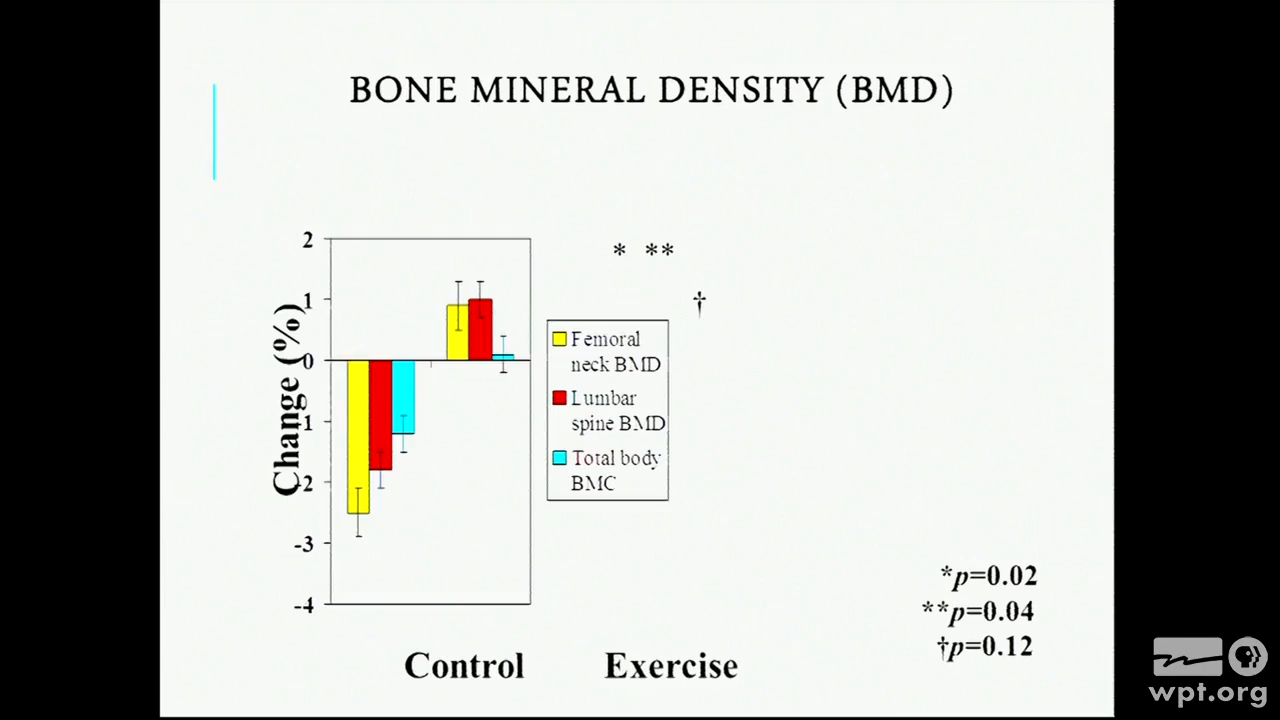 BONE MINERAL DENSITY (BMD)
* **
†
2
1
0
-1
-2
-3
-4
Change (%)
Femoral
neck BMD
Lumbar
spine BMD
Total body
BMC
Control Exercise
*p=0.02
**p=0.04
†p=0.12
wpt.org